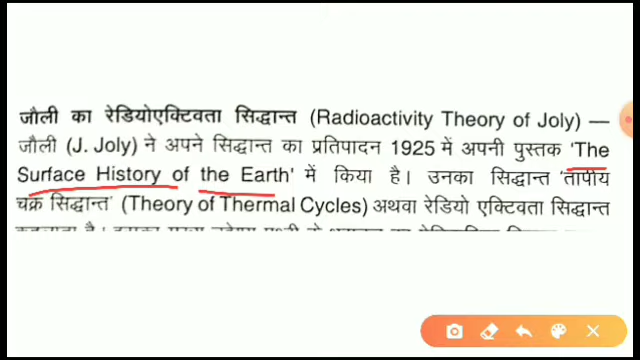 जौली का रेडियोएक्टिवता सिद्धान्त (Radioactivity Theory of Joly) —
जौली (J. Joly) ने अपने सिद्धान्त का प्रतिपादन 1925 में अपनी पुस्तक 'The
Surface History of the Earth' में किया है। उनका सिद्धान्त 'तापीय
चक्र सिद्धान्त' (Theory of Thermal Cycles) अथवा रेडियो एक्टिवता सिद्धान्त